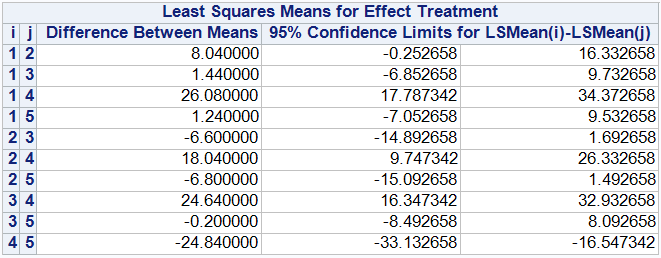 Least Squares Means for Effect Treatment
i j Difference Between Means 95% Confidence Limits for LSMean(i)-LSMean(j)
1 2 8.040000 -0.252658 16.332658
1 3 1.440000 -6.852658 9.732658
1 4 26.080000 17.787342 34.372658
1 5 1.240000 -7.052658 9.532658
2 3 -6.600000 -14.892658 1.692658
2 4 18.040000 9.747342 26.332658
2 5 -6.800000 -15.092658 1.492658
3 4 24.640000 16.347342 32.932658
3 5 -0.200000 -8.492658 8.092658
4 5 -24.840000 -33.132658 -16.547342